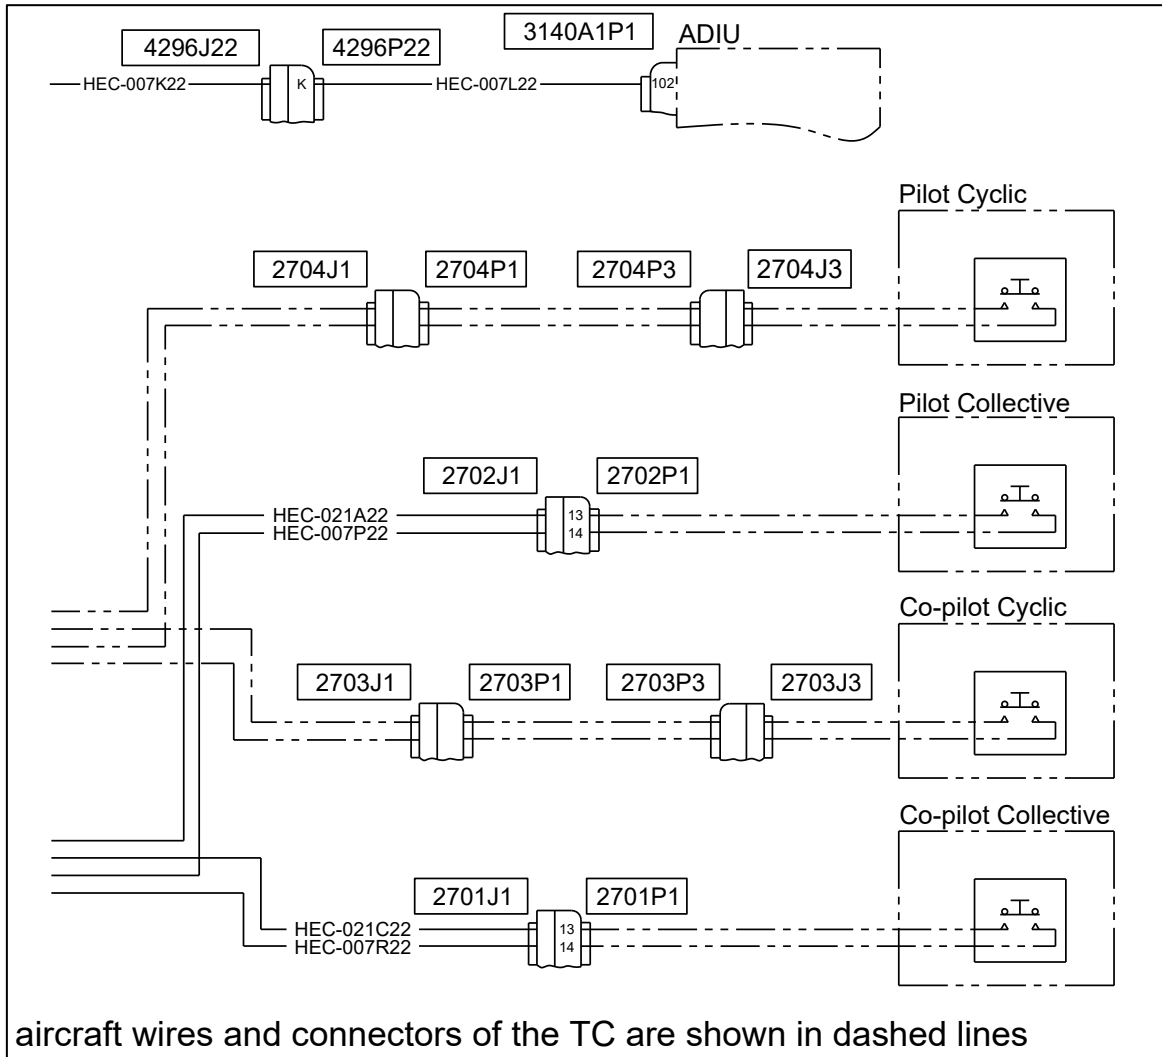 4296J22 4296P22 3140A1P1 ADIU
HEC-007K22 K HEC-007L22 102
Pilot Cyclic
2704J1 2704P1 2704P3 2704J3
Pilot Collective
2702J1 2702P1
HEC-021A22 13
HEC-007P22 14
Co-pilot Cyclic
2703J1 2703P1 2703P3 2703J3
Co-pilot Collective
2701J1 2701P1
HEC-021C22 13
HEC-007R22 14
aircraft wires and connectors of the TC are shown in dashed lines